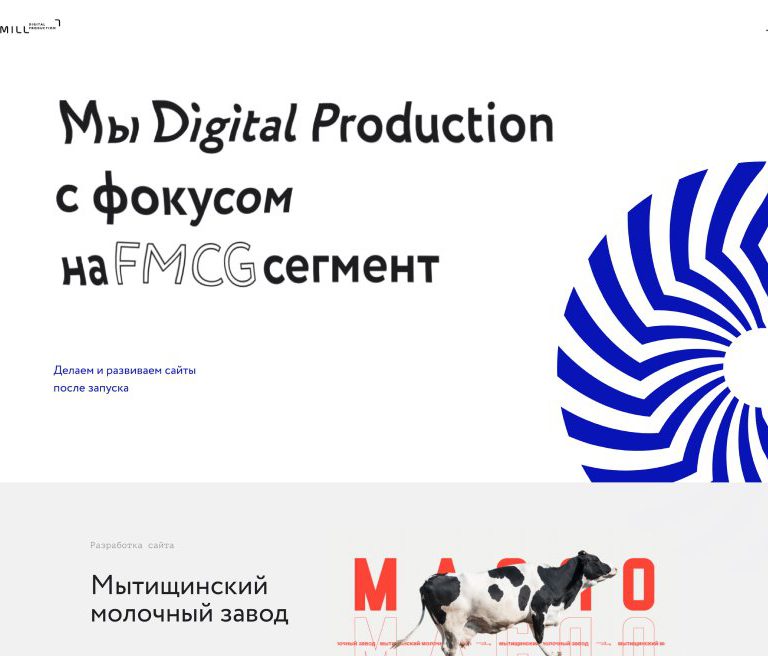 MILL DIGITAL
PRODUCTION
Мы Digital Production
с фокусом
на FMCG сегмент
Делаем и развиваем сайты
после запуска
Разработка сайта
Мытищинский
молочный завод